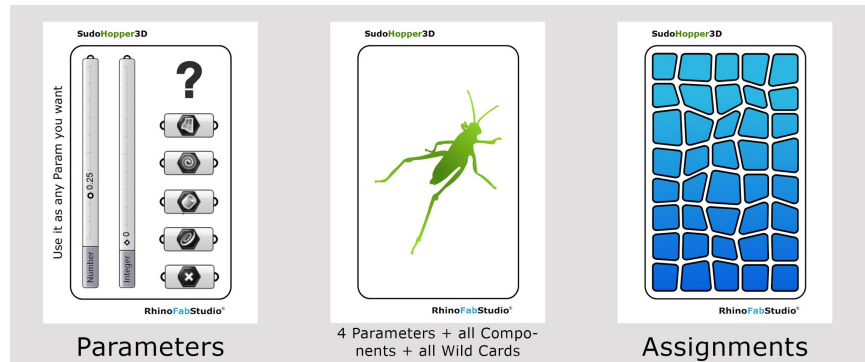 SudoHopper3D
Use it as any Param you want
Number
0.25
Integer
0
?
RhinoFabStudio®
Parameters
SudoHopper3D
RhinoFabStudio®
4 Parameters + all Compo-
nents + all Wild Cards
SudoHopper3D
RhinoFabStudio®
Assignments